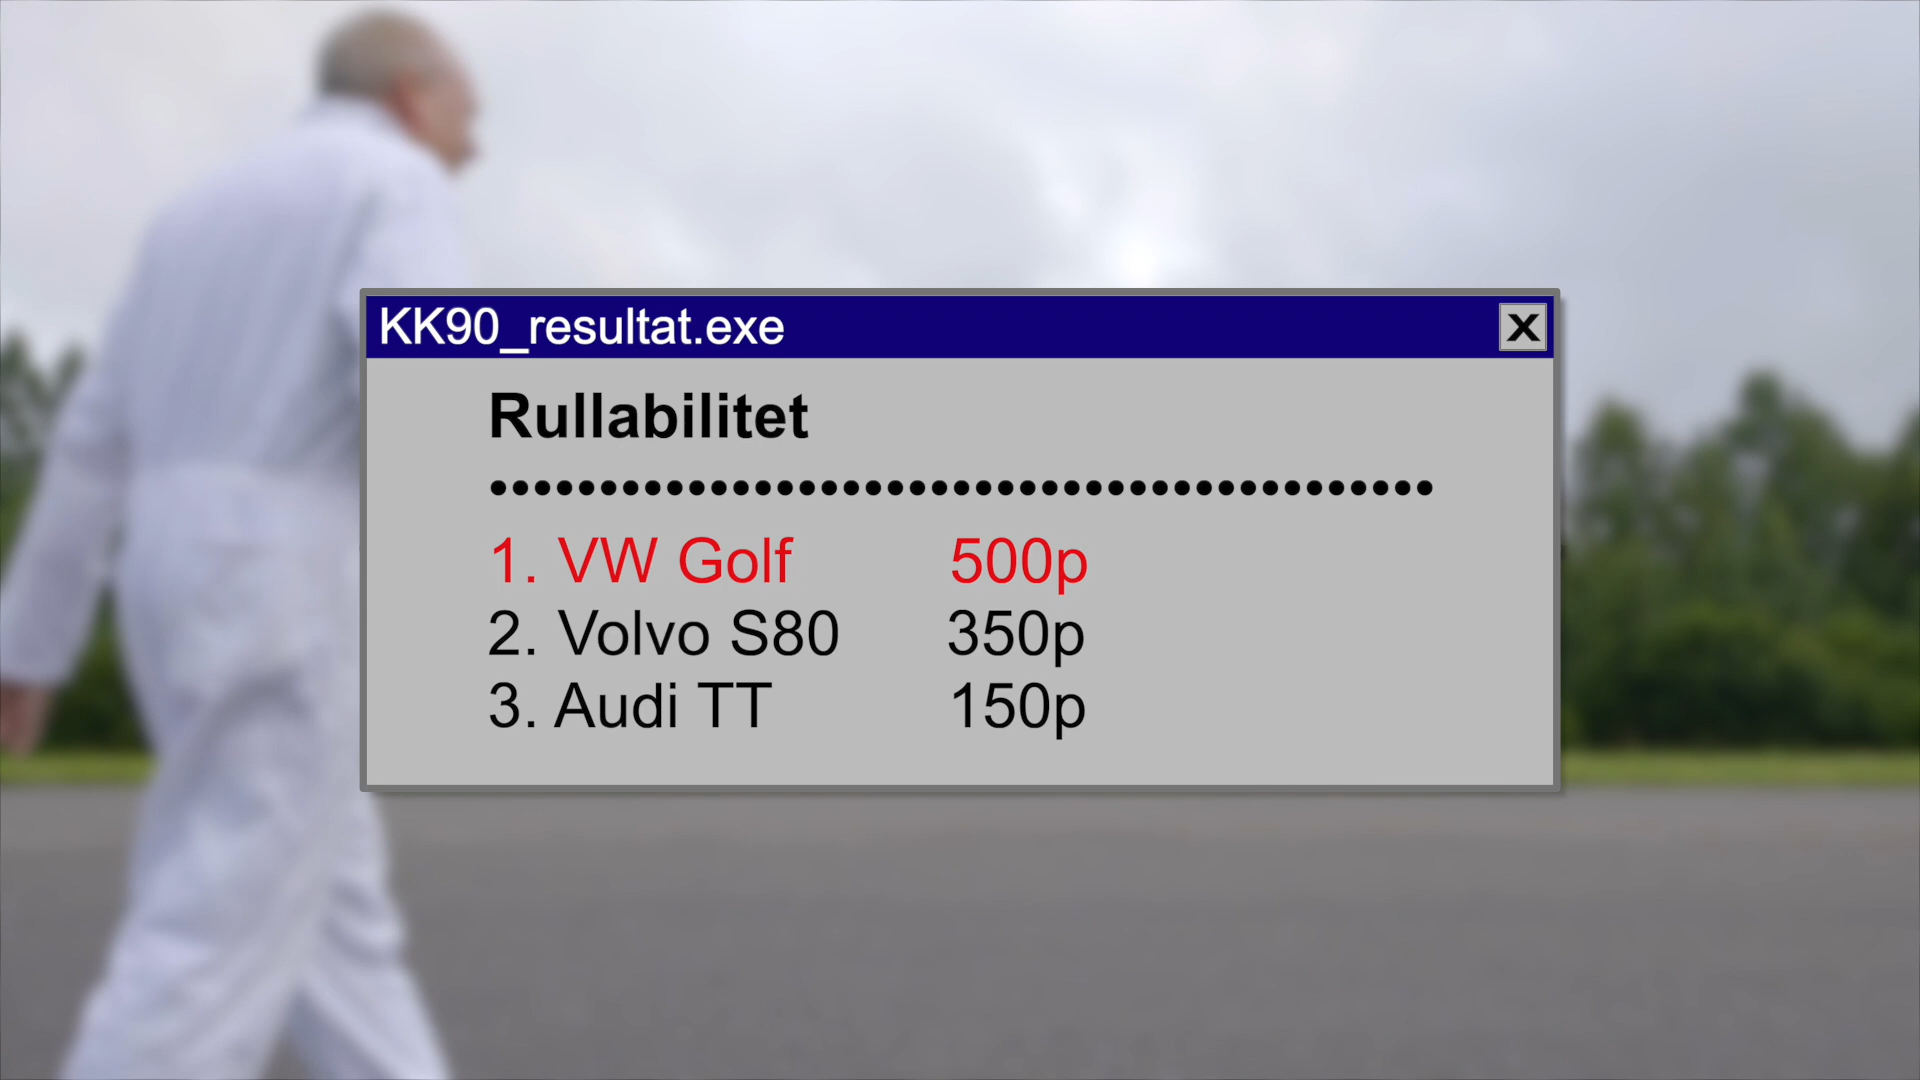 KK90_resultat.exe
Rullabilitet
1. VW Golf 500p
2. Volvo S80 350p
3. Audi TT 150p